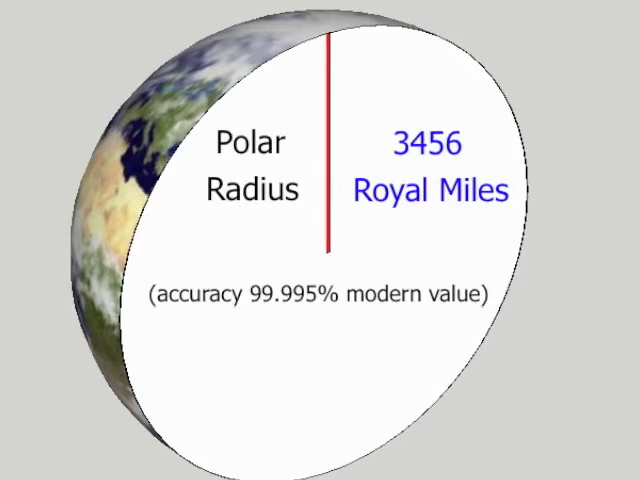 Polar
Radius
3456
Royal Miles
(accuracy 99.995% modern value)